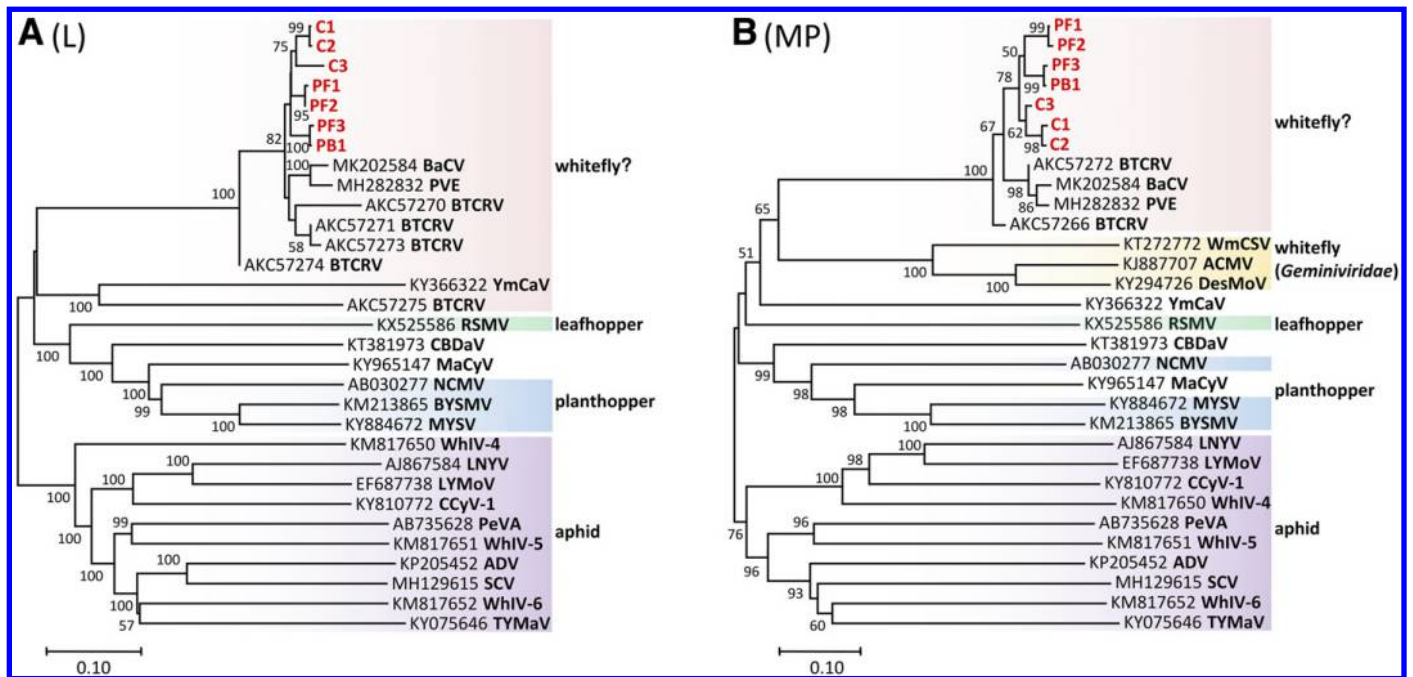 A (L)
99 C1
C2
75
C3
PF1
95 PF2
PF3
100 PB1
82
100 MK202584 BaCV
MH282832 PVE
AKC57270 BTCRV
AKC57271 BTCRV
58 AKC57273 BTCRV
100
AKC57274 BTCRV
whitefly?
KY366322 YmCaV
100 AKC57275 BTCRV
KX525586 RSMV leafhopper
100
KT381973 CBDaV
100
KY965147 MaCyV
100 AB030277 NCMV
99 KM213865 BYSMV planthopper
100 KY884672 MYSV
KM817650 WhIV-4
100 AJ867584 LNYV
100 EF687738 LYMoV
100 KY810772 CCyV-1
99 AB735628 PeVA aphid
100 KM817651 WhIV-5
100 KP205452 ADV
100 MH129615 SCV
100 KM817652 WhIV-6
57 KY075646 TYMaV
0.10
B (MP)
99 PF1
PF2
50
PF3
78
99 PB1
C3
67
62 C1
98 C2
whitefly?
100 AKC57272 BTCRV
98 MK202584 BaCV
86 MH282832 PVE
AKC57266 BTCRV
65
KT272772 WmCSV whitefly
51
100 KJ887707 ACMV (Geminiviridae)
100 KY294726 DesMoV
KY366322 YmCaV
KX525586 RSMV leafhopper
KT381973 CBDaV
99 AB030277 NCMV
98 KY965147 MaCyV planthopper
98 KY884672 MYSV
100 KM213865 BYSMV
100 AJ867584 LNYV
98 EF687738 LYMoV
100 KY810772 CCyV-1
KM817650 WhIV-4
76
96 AB735628 PeVA aphid
KM817651 WhIV-5
96 KP205452 ADV
93 MH129615 SCV
KM817652 WhIV-6
60 KY075646 TYMaV
0.10